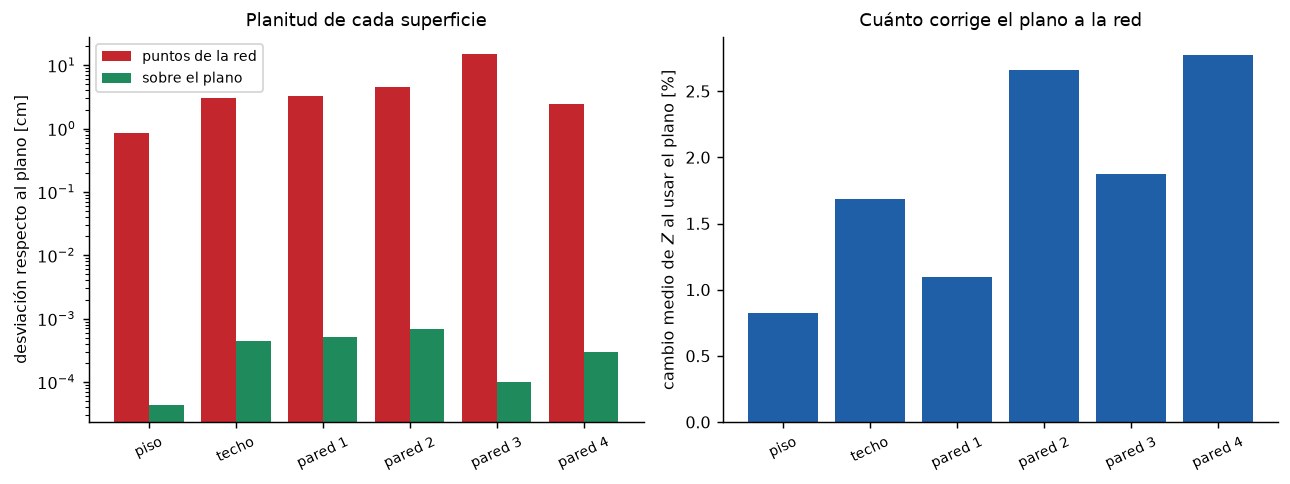 Planitud de cada superficie
puntos de la red
sobre el plano
desviación respecto al plano [cm]
10¹
10⁰
10⁻¹
10⁻²
10⁻³
10⁻⁴
piso
techo
pared 1
pared 2
pared 3
pared 4
Cuánto corrige el plano a la red
cambio medio de Z al usar el plano [%]
2.5
2.0
1.5
1.0
0.5
0.0
piso
techo
pared 1
pared 2
pared 3
pared 4